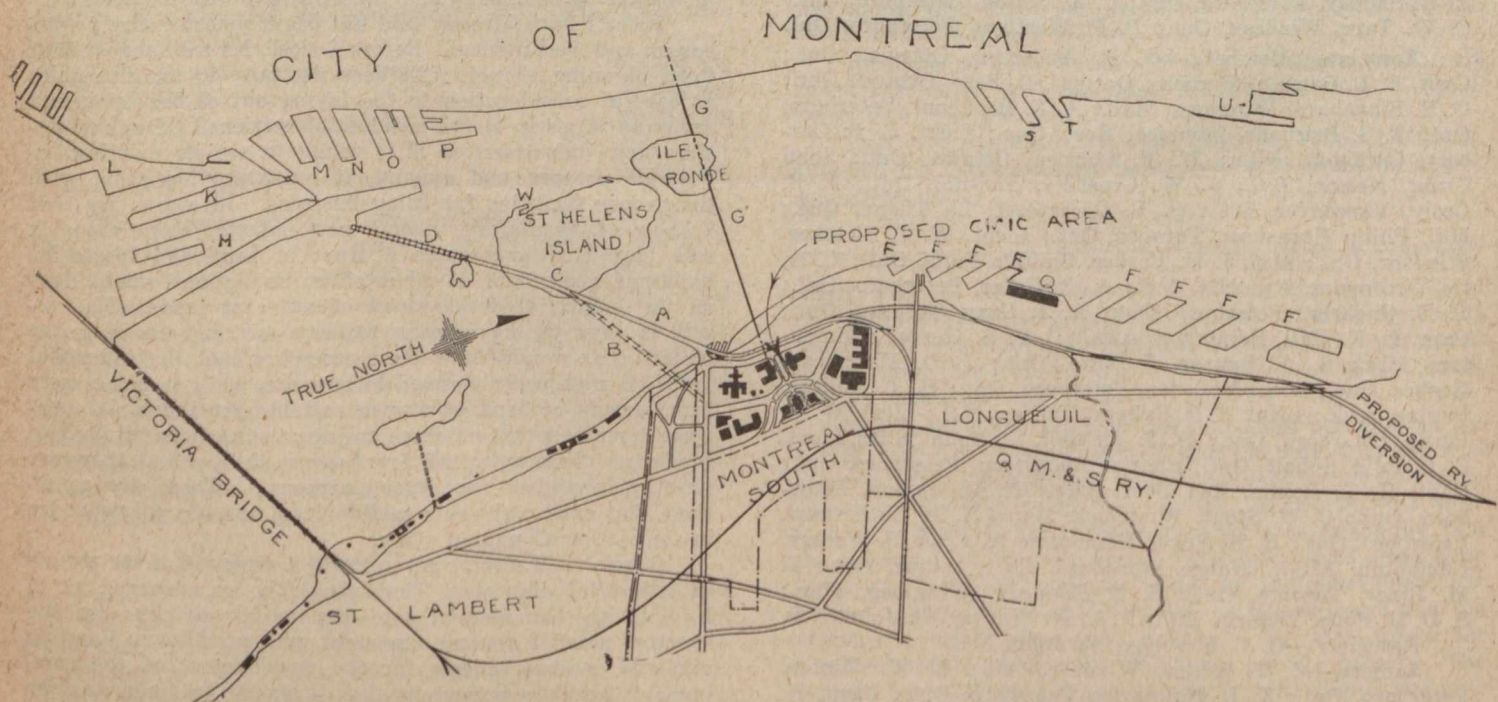 CITY OF MONTREAL
G
U
S T
L
M N O P
ILE
RONDE
K
W
ST HELENS
ISLAND
G
PROPOSED CIVIC AREA
H
D
F F F F Q F F F F
C
A
B
TRUE NORTH
VICTORIA BRIDGE
LONGUEUIL
MONTREAL
SOUTH
PROPOSED RY.
DIVERSION
Q. M. & S. RY.
ST LAMBERT